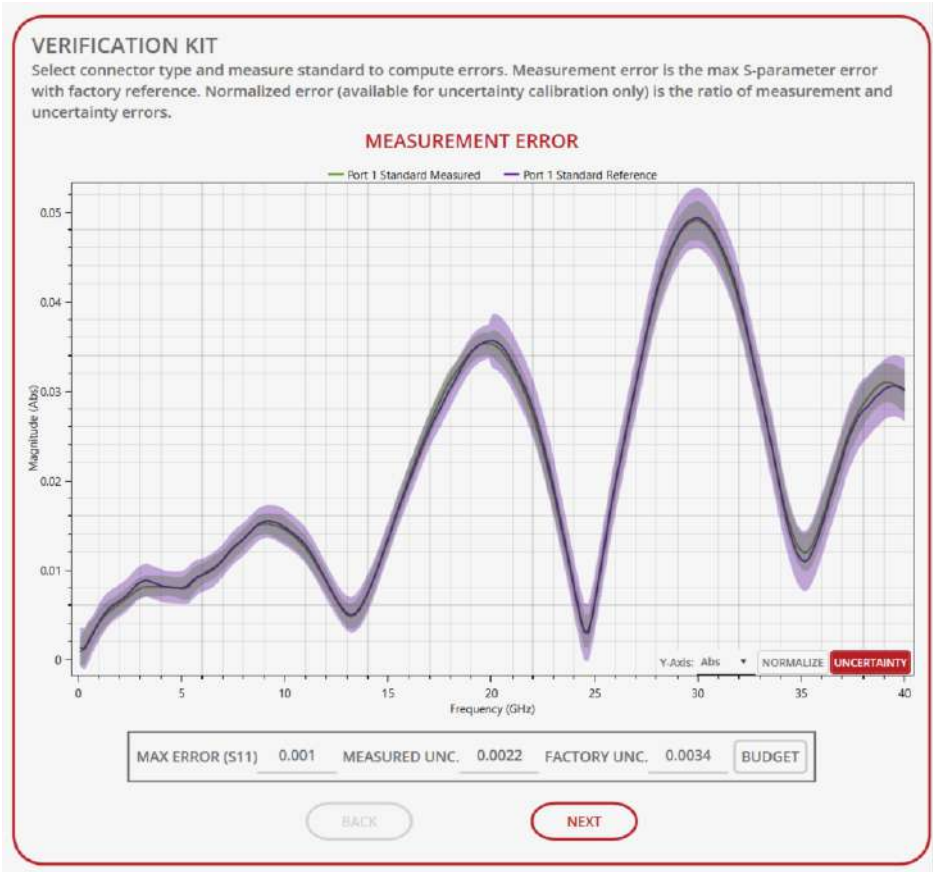 VERIFICATION KIT
Select connector type and measure standard to compute errors. Measurement error is the max S-parameter error
with factory reference. Normalized error (available for uncertainty calibration only) is the ratio of measurement and
uncertainty errors.
MEASUREMENT ERROR
Port 1 Standard Measured Port 1 Standard Reference
0.05
0.04
0.03
0.02
0.01
0
Magnitude (Abs)
Y-Axis: Abs NORMALIZE UNCERTAINTY
0 5 10 15 20 25 30 35 40
Frequency (GHz)
MAX ERROR (S11) 0.001 MEASURED UNC. 0.0022 FACTORY UNC. 0.0034 BUDGET
BACK NEXT